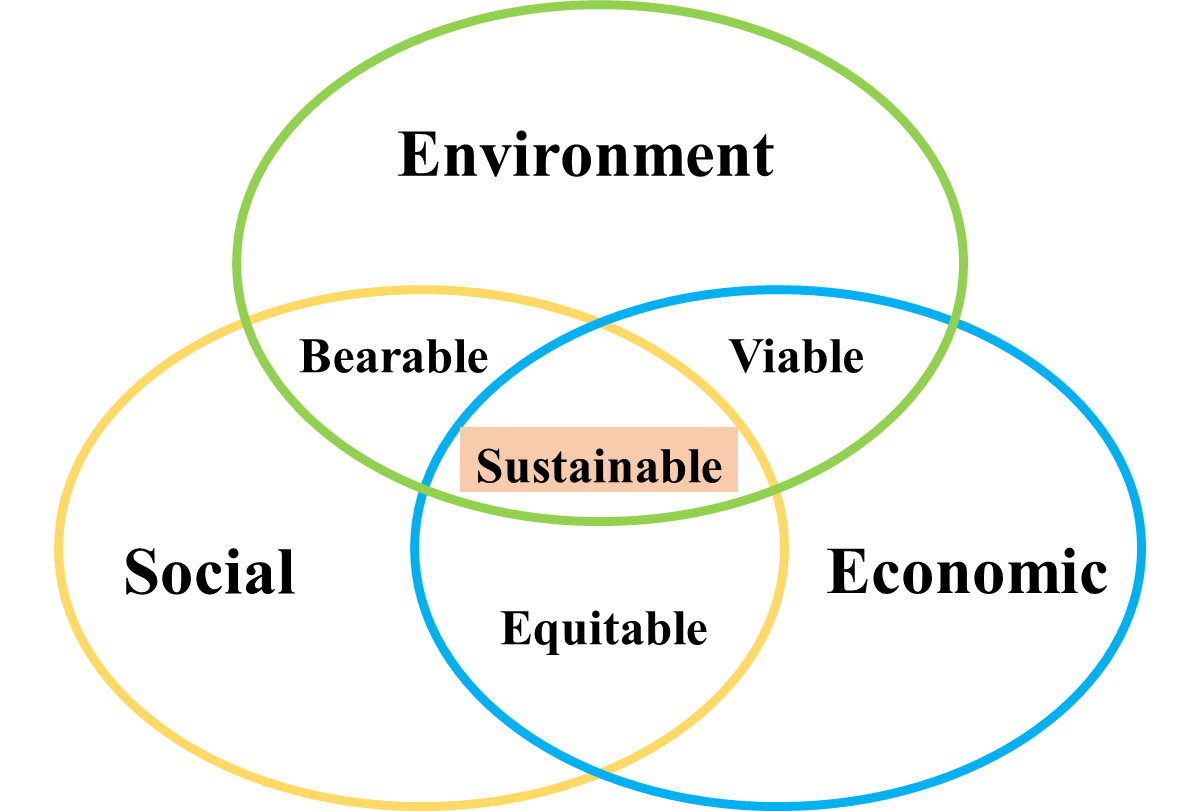 Environment
Bearable
Viable
Sustainable
Social
Economic
Equitable